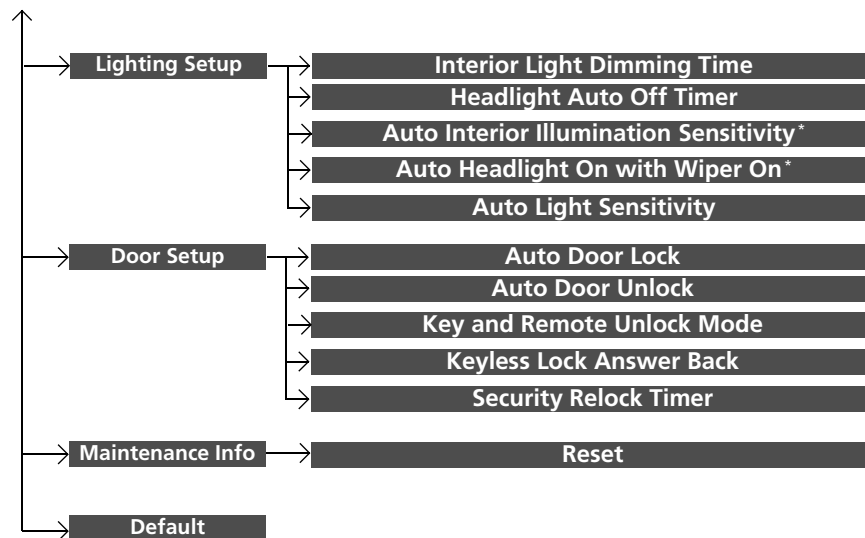 Lighting Setup
Interior Light Dimming Time
Headlight Auto Off Timer
Auto Interior Illumination Sensitivity*
Auto Headlight On with Wiper On*
Auto Light Sensitivity
Door Setup
Auto Door Lock
Auto Door Unlock
Key and Remote Unlock Mode
Keyless Lock Answer Back
Security Relock Timer
Maintenance Info
Reset
Default